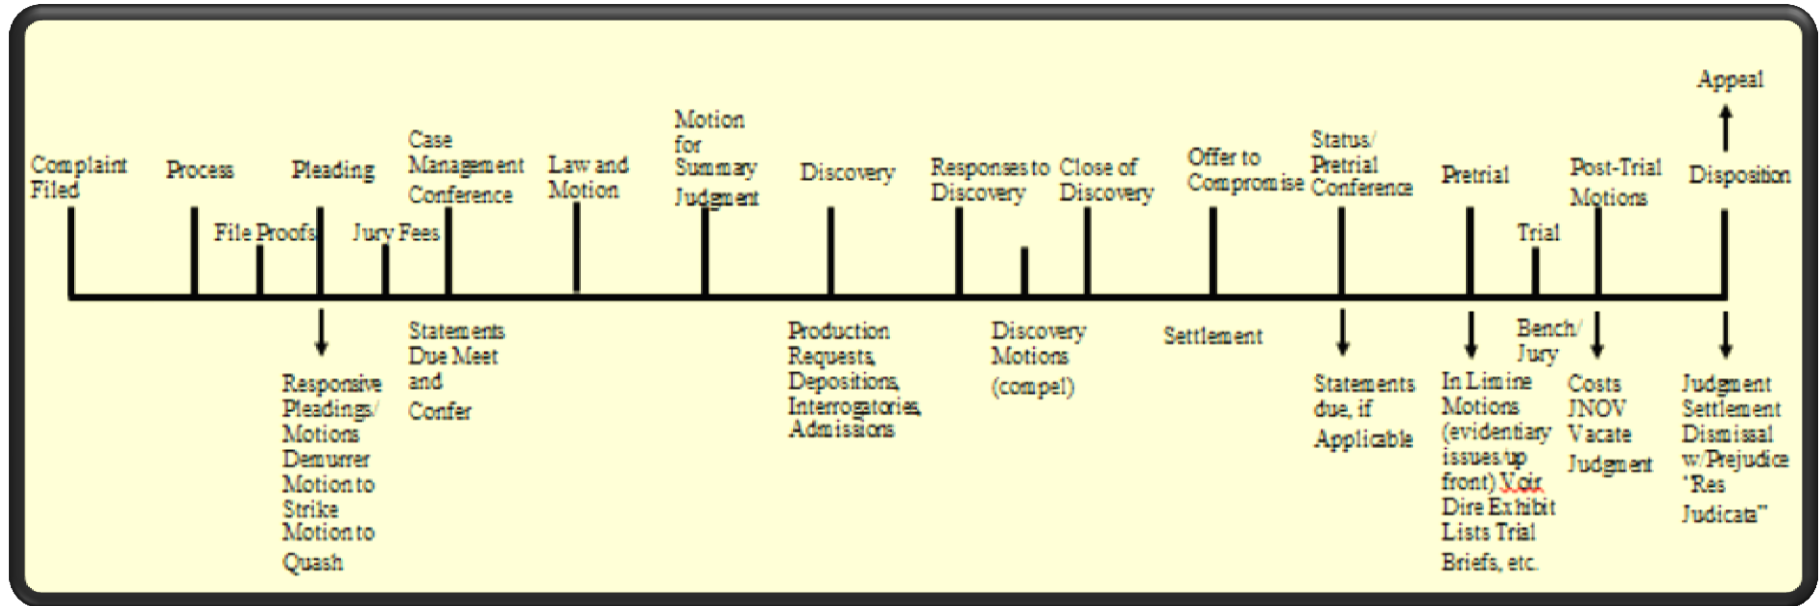 Complaint
Filed
Process
File Proofs
Pleading
Jury Fees
Case
Management
Conference
Law and
Motion
Motion
for
Summary
Judgment
Discovery
Responses to
Discovery
Close of
Discovery
Offer to
Compromise
Status/
Pretrial
Conference
Pretrial
Trial
Post-Trial
Motions
Appeal
Disposition
Responsive
Pleadings/
Motions
Demurrer
Motion to
Strike
Motion to
Quash
Statements
Due Meet
and
Confer
Production
Requests,
Depositions,
Interrogatories,
Admissions
Discovery
Motions
(compel)
Settlement
Statements
due, if
Applicable
In Limine
Motions
(evidentiary
issues/up
front) Voir
Dire Exhibit
Lists Trial
Briefs, etc.
Bench/
Jury
Costs
JNOV
Vacate
Judgment
Judgment
Settlement
Dismissal
w/Prejudice
"Res
Judicata"